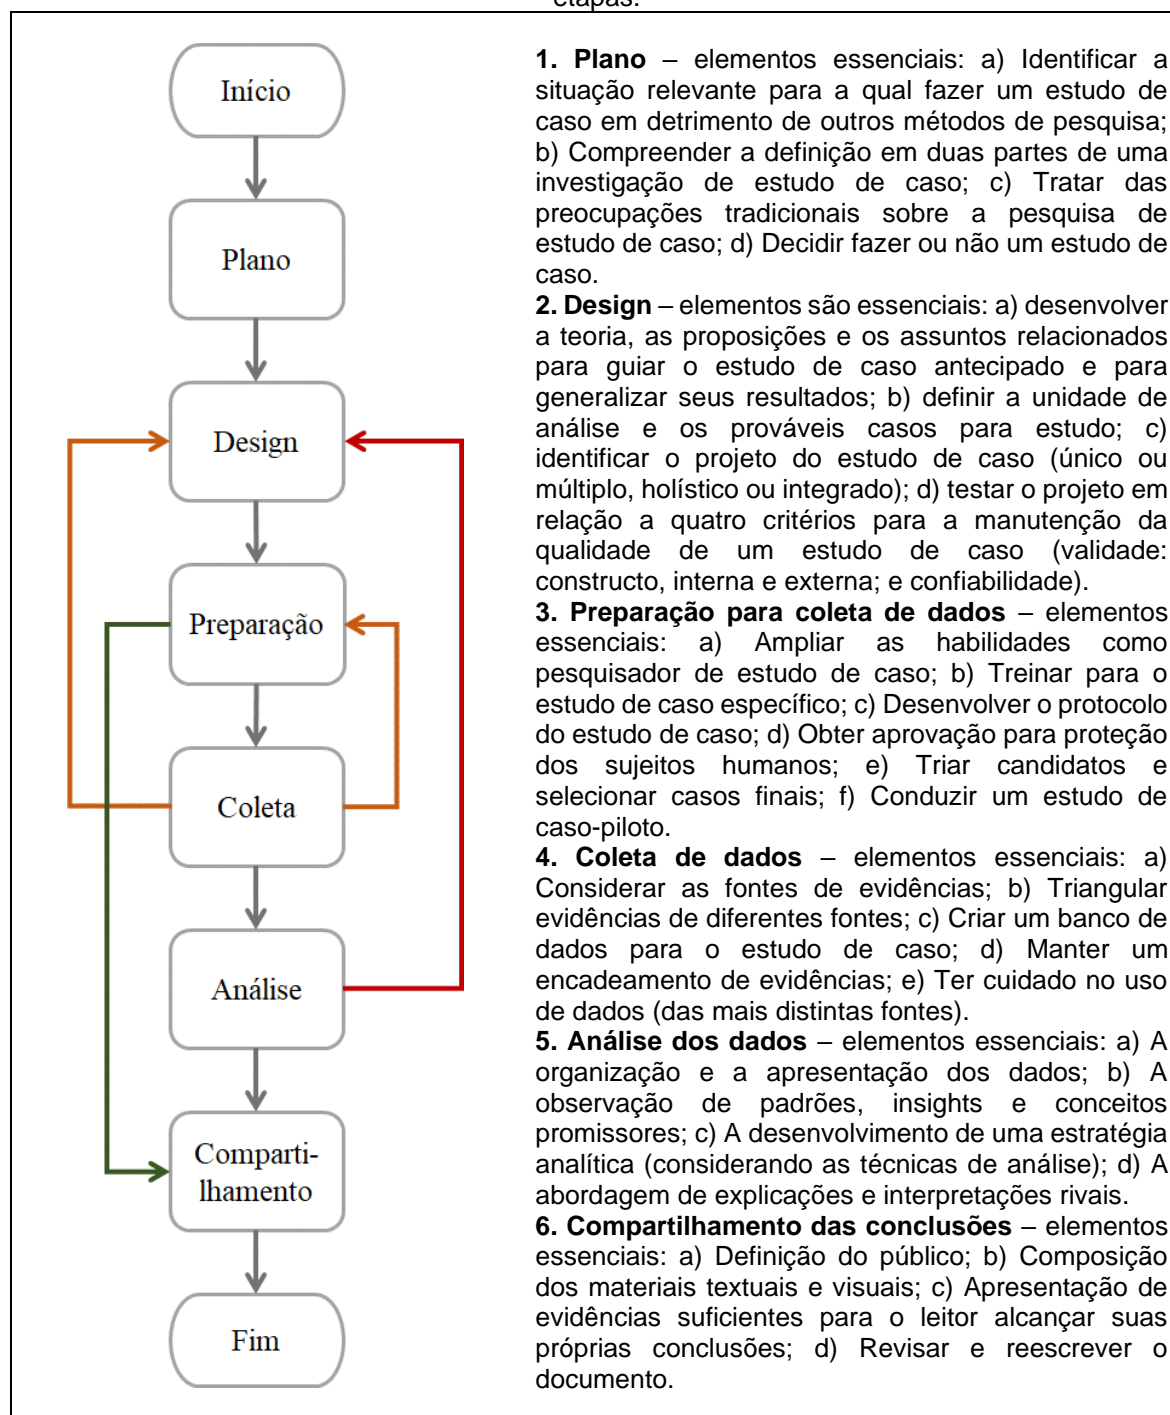 etapas.
Início
Plano
Design
Preparação
Coleta
Análise
Comparti-
lhamento
Fim
1. Plano – elementos essenciais: a) Identificar a
situação relevante para a qual fazer um estudo de
caso em detrimento de outros métodos de pesquisa;
b) Compreender a definição em duas partes de uma
investigação de estudo de caso; c) Tratar das
preocupações tradicionais sobre a pesquisa de
estudo de caso; d) Decidir fazer ou não um estudo de
caso.
2. Design – elementos são essenciais: a) desenvolver
a teoria, as proposições e os assuntos relacionados
para guiar o estudo de caso antecipado e para
generalizar seus resultados; b) definir a unidade de
análise e os prováveis casos para estudo; c)
identificar o projeto do estudo de caso (único ou
múltiplo, holístico ou integrado); d) testar o projeto em
relação a quatro critérios para a manutenção da
qualidade de um estudo de caso (validade:
constructo, interna e externa; e confiabilidade).
3. Preparação para coleta de dados – elementos
essenciais: a) Ampliar as habilidades como
pesquisador de estudo de caso; b) Treinar para o
estudo de caso específico; c) Desenvolver o protocolo
do estudo de caso; d) Obter aprovação para proteção
dos sujeitos humanos; e) Triar candidatos e
selecionar casos finais; f) Conduzir um estudo de
caso-piloto.
4. Coleta de dados – elementos essenciais: a)
Considerar as fontes de evidências; b) Triangular
evidências de diferentes fontes; c) Criar um banco de
dados para o estudo de caso; d) Manter um
encadeamento de evidências; e) Ter cuidado no uso
de dados (das mais distintas fontes).
5. Análise dos dados – elementos essenciais: a) A
organização e a apresentação dos dados; b) A
observação de padrões, insights e conceitos
promissores; c) A desenvolvimento de uma estratégia
analítica (considerando as técnicas de análise); d) A
abordagem de explicações e interpretações rivais.
6. Compartilhamento das conclusões – elementos
essenciais: a) Definição do público; b) Composição
dos materiais textuais e visuais; c) Apresentação de
evidências suficientes para o leitor alcançar suas
próprias conclusões; d) Revisar e reescrever o
documento.